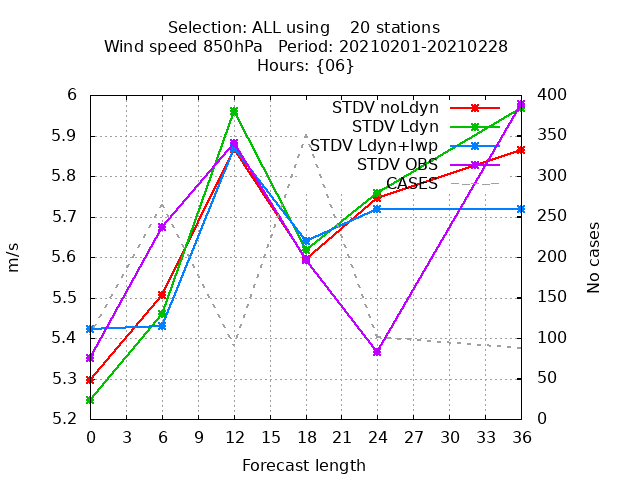 Selection: ALL using    20 stations
Wind speed 850hPa   Period: 20210201-20210228
Hours: {06}
6
5.9
5.8
5.7
5.6
5.5
5.4
5.3
5.2
m/s
400
350
300
250
200
150
100
50
0
No cases
STDV noLdyn
STDV Ldyn
STDV Ldyn+lwp
STDV OBS
CASES
0 3 6 9 12 15 18 21 24 27 30 33 36
Forecast length